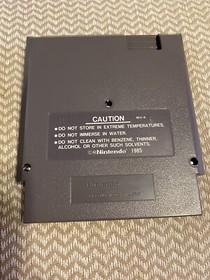 CAUTION
•DO NOT STORE IN EXTREME TEMPERATURES.
•DO NOT IMMERSE IN WATER.
•DO NOT CLEAN WITH BENZENE, THINNER,
ALCOHOL OR OTHER SUCH SOLVENTS.
©Nintendo 1985